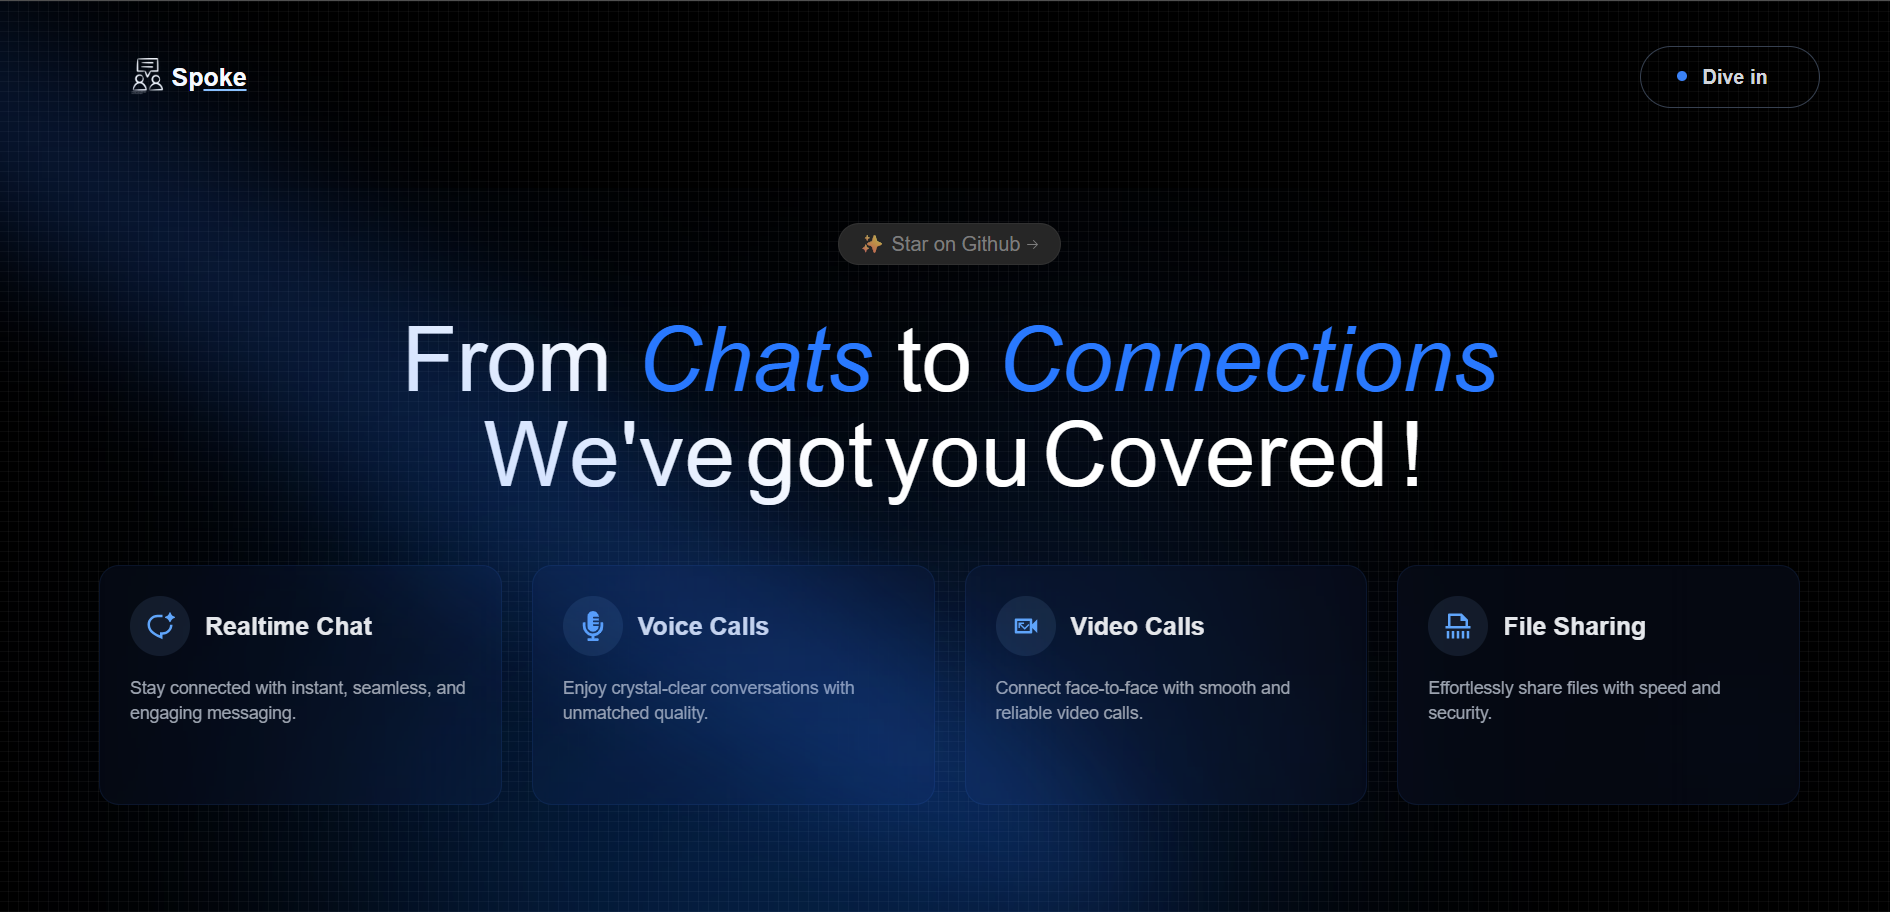 Spoke
Dive in
✨ Star on Github →
From Chats to Connections
We've got you Covered !
Realtime Chat
Stay connected with instant, seamless, and
engaging messaging.
Voice Calls
Enjoy crystal-clear conversations with
unmatched quality.
Video Calls
Connect face-to-face with smooth and
reliable video calls.
File Sharing
Effortlessly share files with speed and
security.